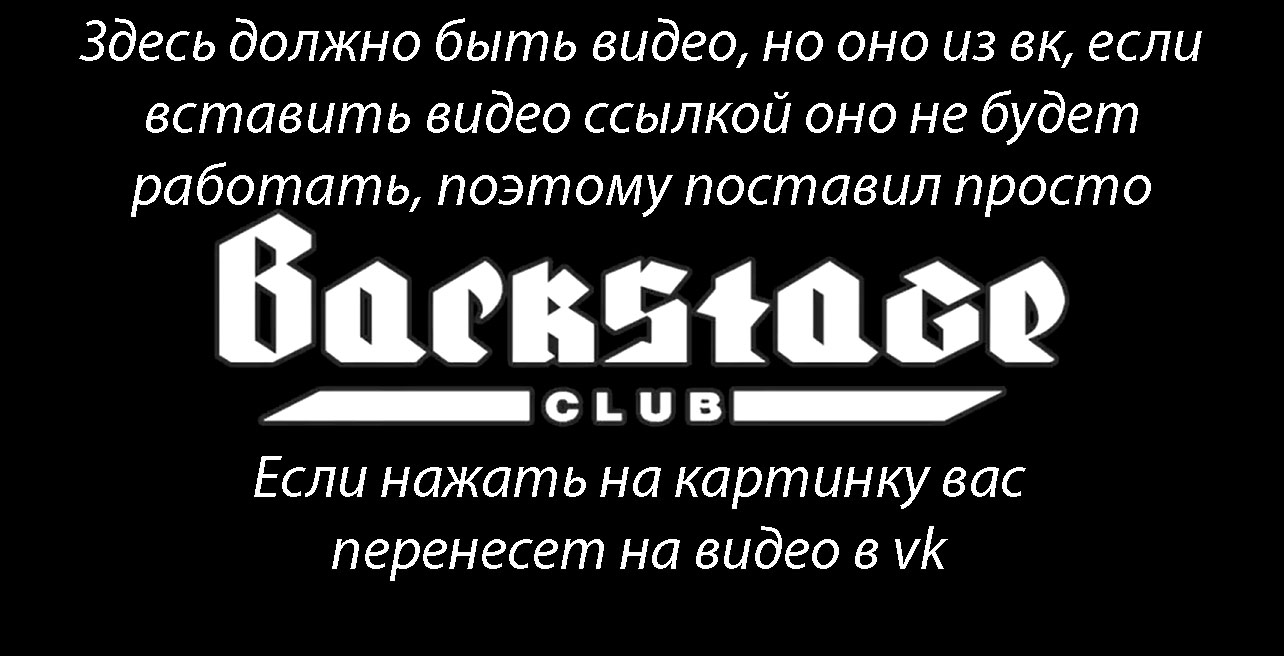 Здесь должно быть видео, но оно из вк, если
вставить видео ссылкой оно не будет
работать, поэтому поставил просто
Backstage
CLUB
Если нажать на картинку вас
перенесет на видео в vk